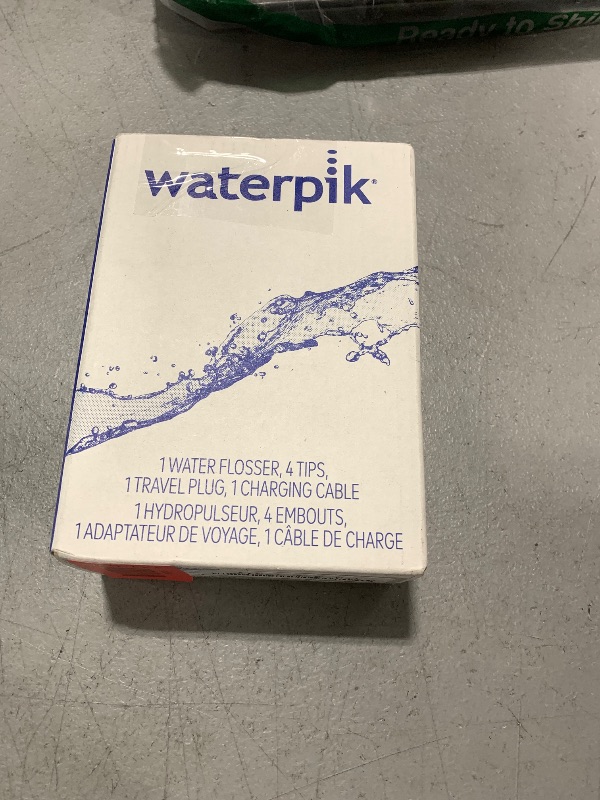 Ready to Shi
waterpik®
1 WATER FLOSSER, 4 TIPS,
1 TRAVEL PLUG, 1 CHARGING CABLE
1 HYDROPULSEUR, 4 EMBOUTS,
1 ADAPTATEUR DE VOYAGE, 1 CÂBLE DE CHARGE